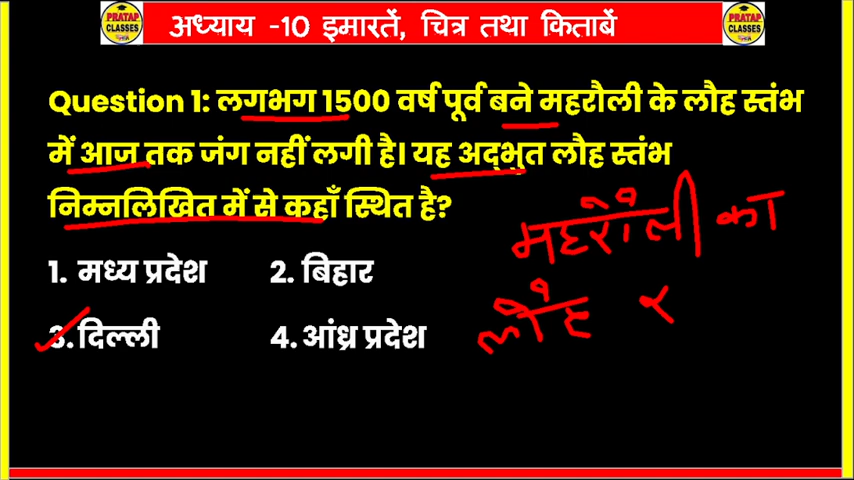 PRATAP CLASSES
अध्याय -10 इमारतें, चित्र तथा किताबें
PRATAP CLASSES
Question 1: लगभग 1500 वर्ष पूर्व बने महरौली के लौह स्तंभ
में आज तक जंग नहीं लगी है। यह अद्भुत लौह स्तंभ
निम्नलिखित में से कहाँ स्थित है?
महरौली का
लौह
1. मध्य प्रदेश 2. बिहार
3. दिल्ली 4. आंध्र प्रदेश